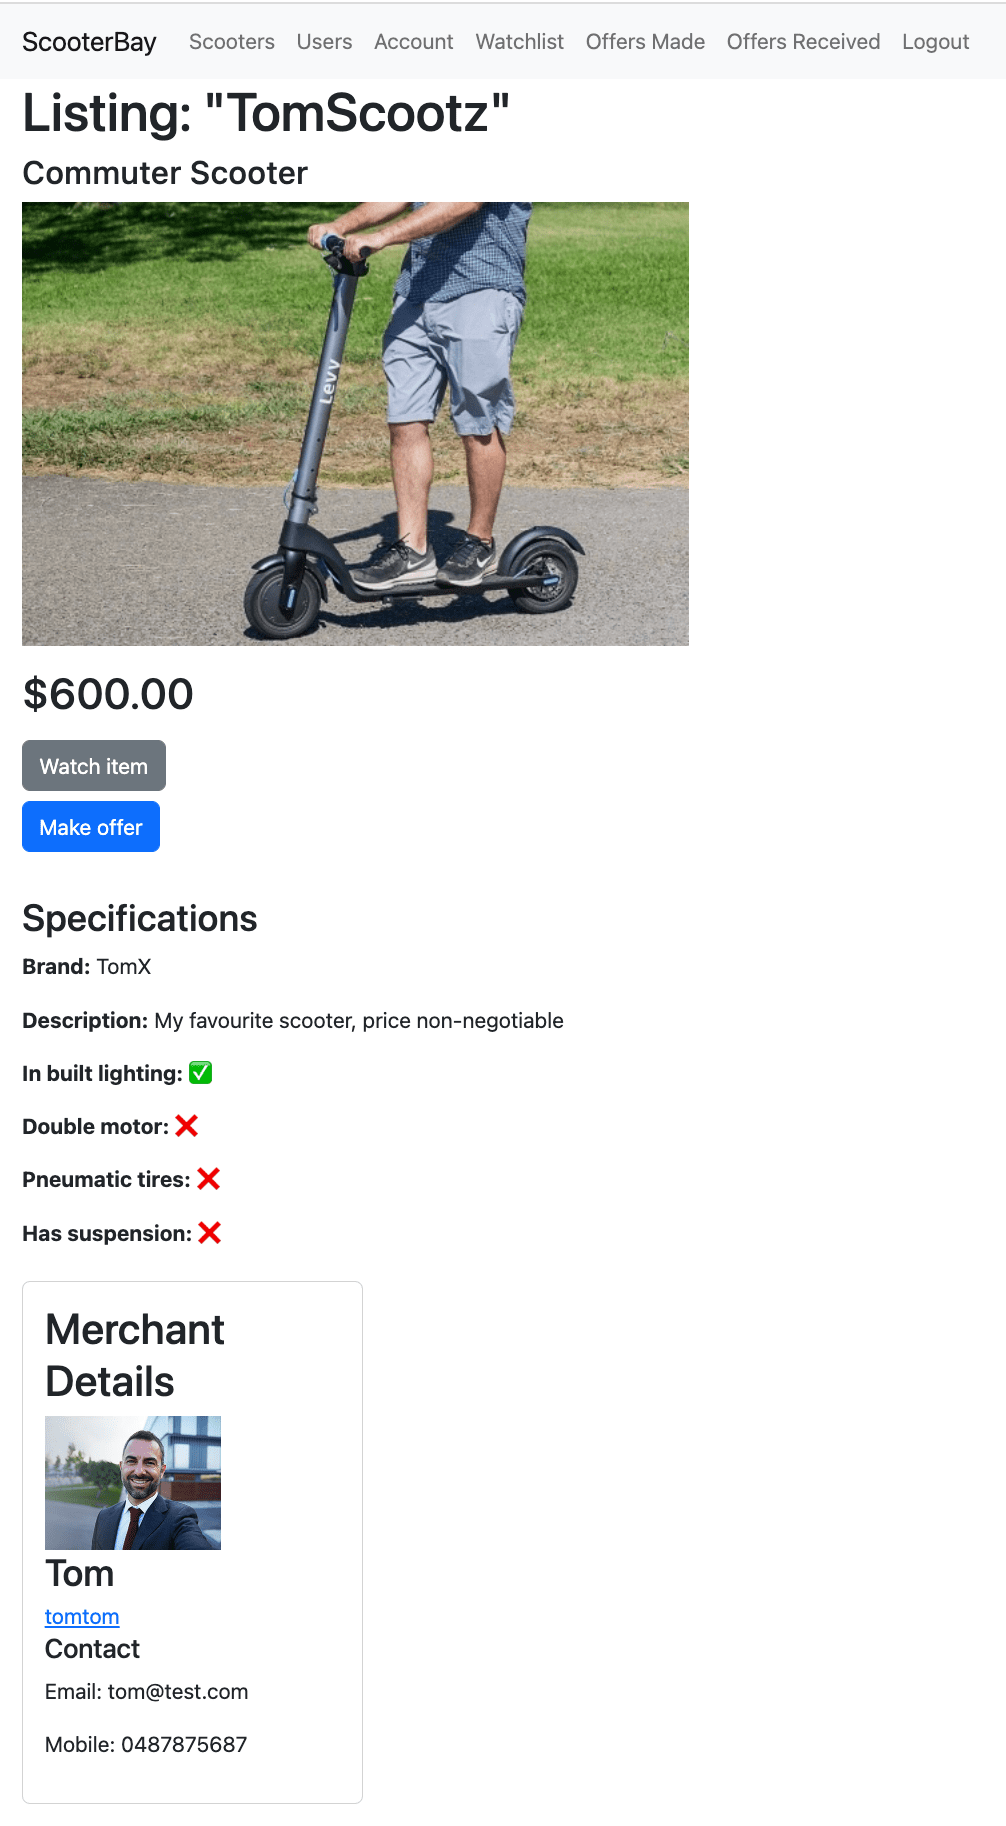 ScooterBay Scooters Users Account Watchlist Offers Made Offers Received Logout
Listing: "TomScootz"
Commuter Scooter
Levy
$600.00
Watch item
Make offer
Specifications
Brand: TomX
Description: My favourite scooter, price non-negotiable
In built lighting: ✅
Double motor: ❌
Pneumatic tires: ❌
Has suspension: ❌
Merchant
Details
Tom
tomtom
Contact
Email: tom@test.com
Mobile: 0487875687